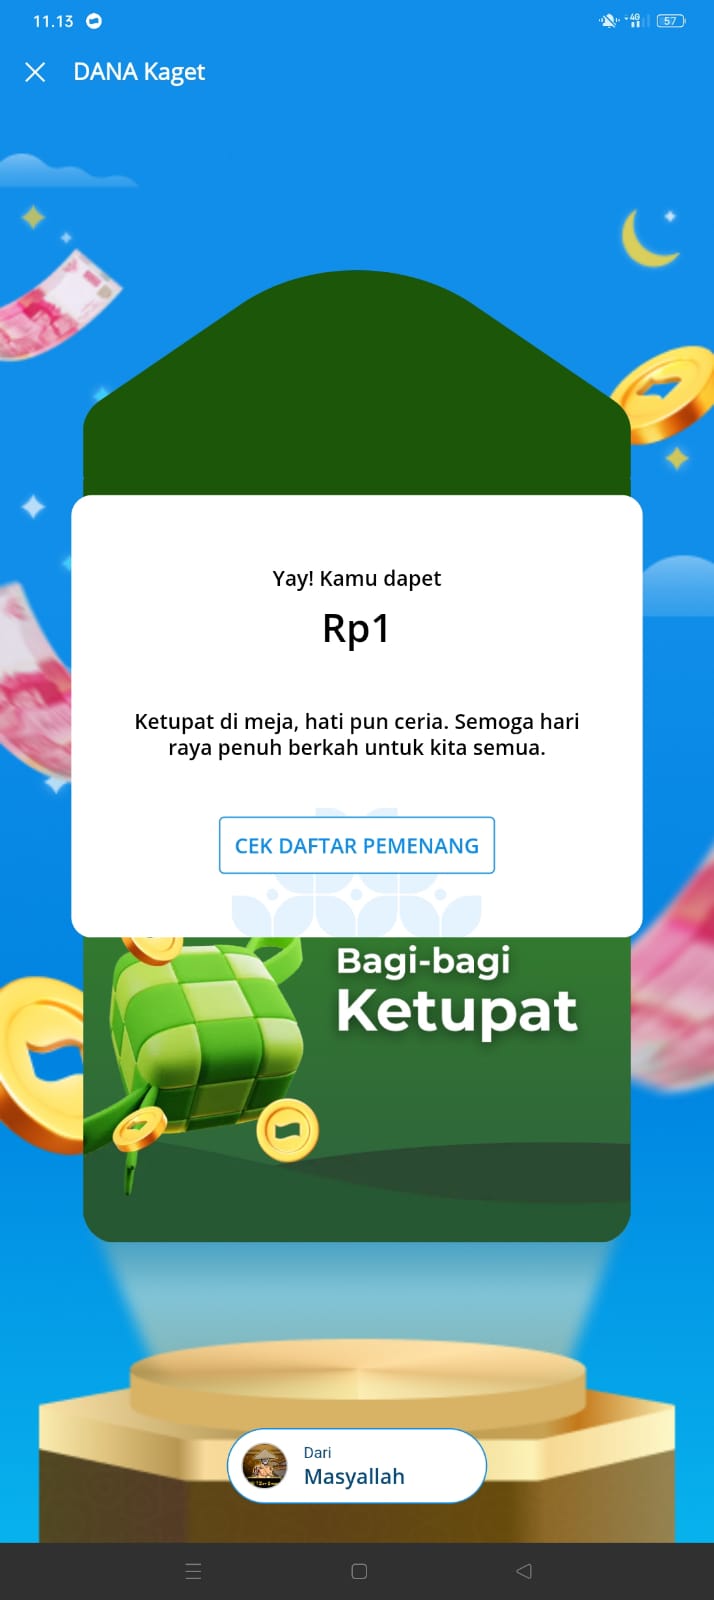 11.13
4G
57
DANA Kaget
Yay! Kamu dapet
Rp1
Ketupat di meja, hati pun ceria. Semoga hari
raya penuh berkah untuk kita semua.
CEK DAFTAR PEMENANG
Bagi-bagi
Ketupat
Dari
Masyallah